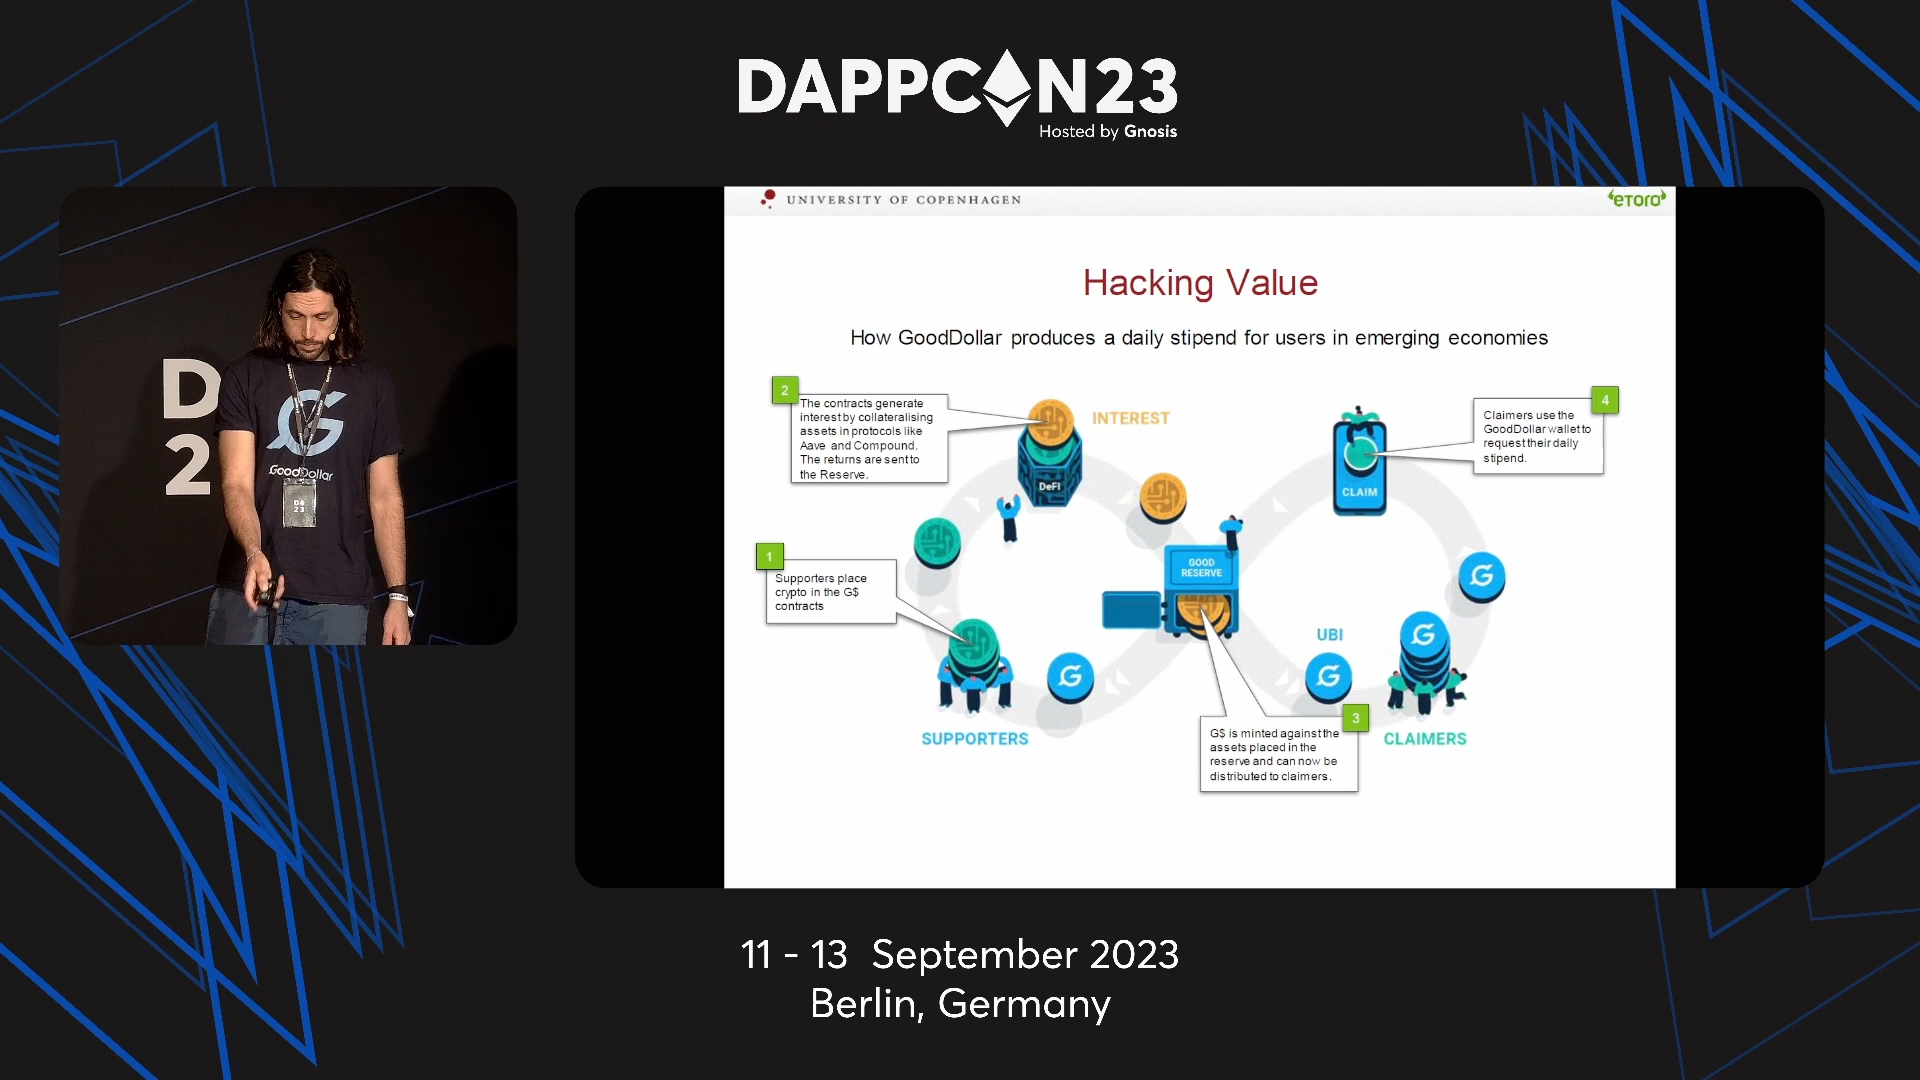 DAPPCON23
Hosted by Gnosis
D
2
GoodDollar
D
23
UNIVERSITY OF COPENHAGEN
eToro
Hacking Value
How GoodDollar produces a daily stipend for users in emerging economies
2
The contracts generate
interest by collateralising
assets in protocols like
Aave and Compound.
The returns are sent to
the Reserve.
INTEREST
DeFI
4
Claimers use the
GoodDollar wallet to
request their daily
stipend.
CLAIM
1
Supporters place
crypto in the G$
contracts
GOOD
RESERVE
UBI
SUPPORTERS
3
G$ is minted against the
assets placed in the
reserve and can now be
distributed to claimers.
CLAIMERS
11 - 13 September 2023
Berlin, Germany